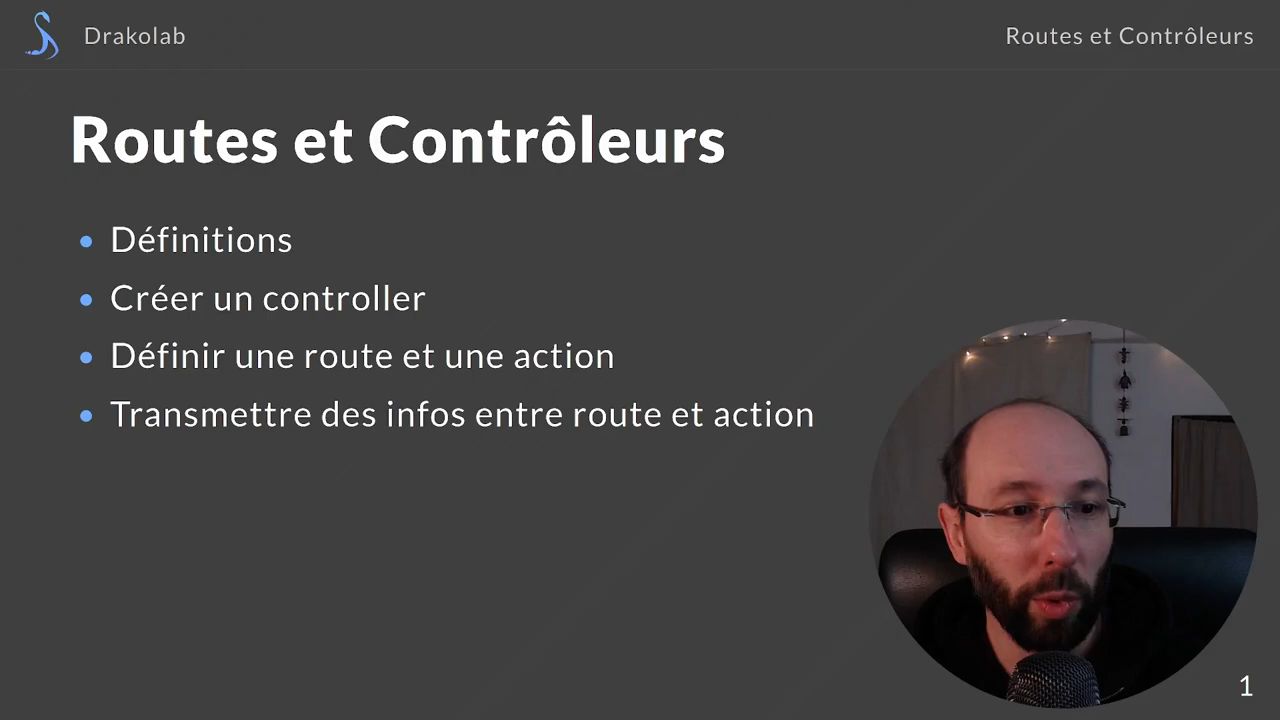 Drakolab
Routes et Contrôleurs
Routes et Contrôleurs
Définitions
Créer un controller
Définir une route et une action
Transmettre des infos entre route et action
1